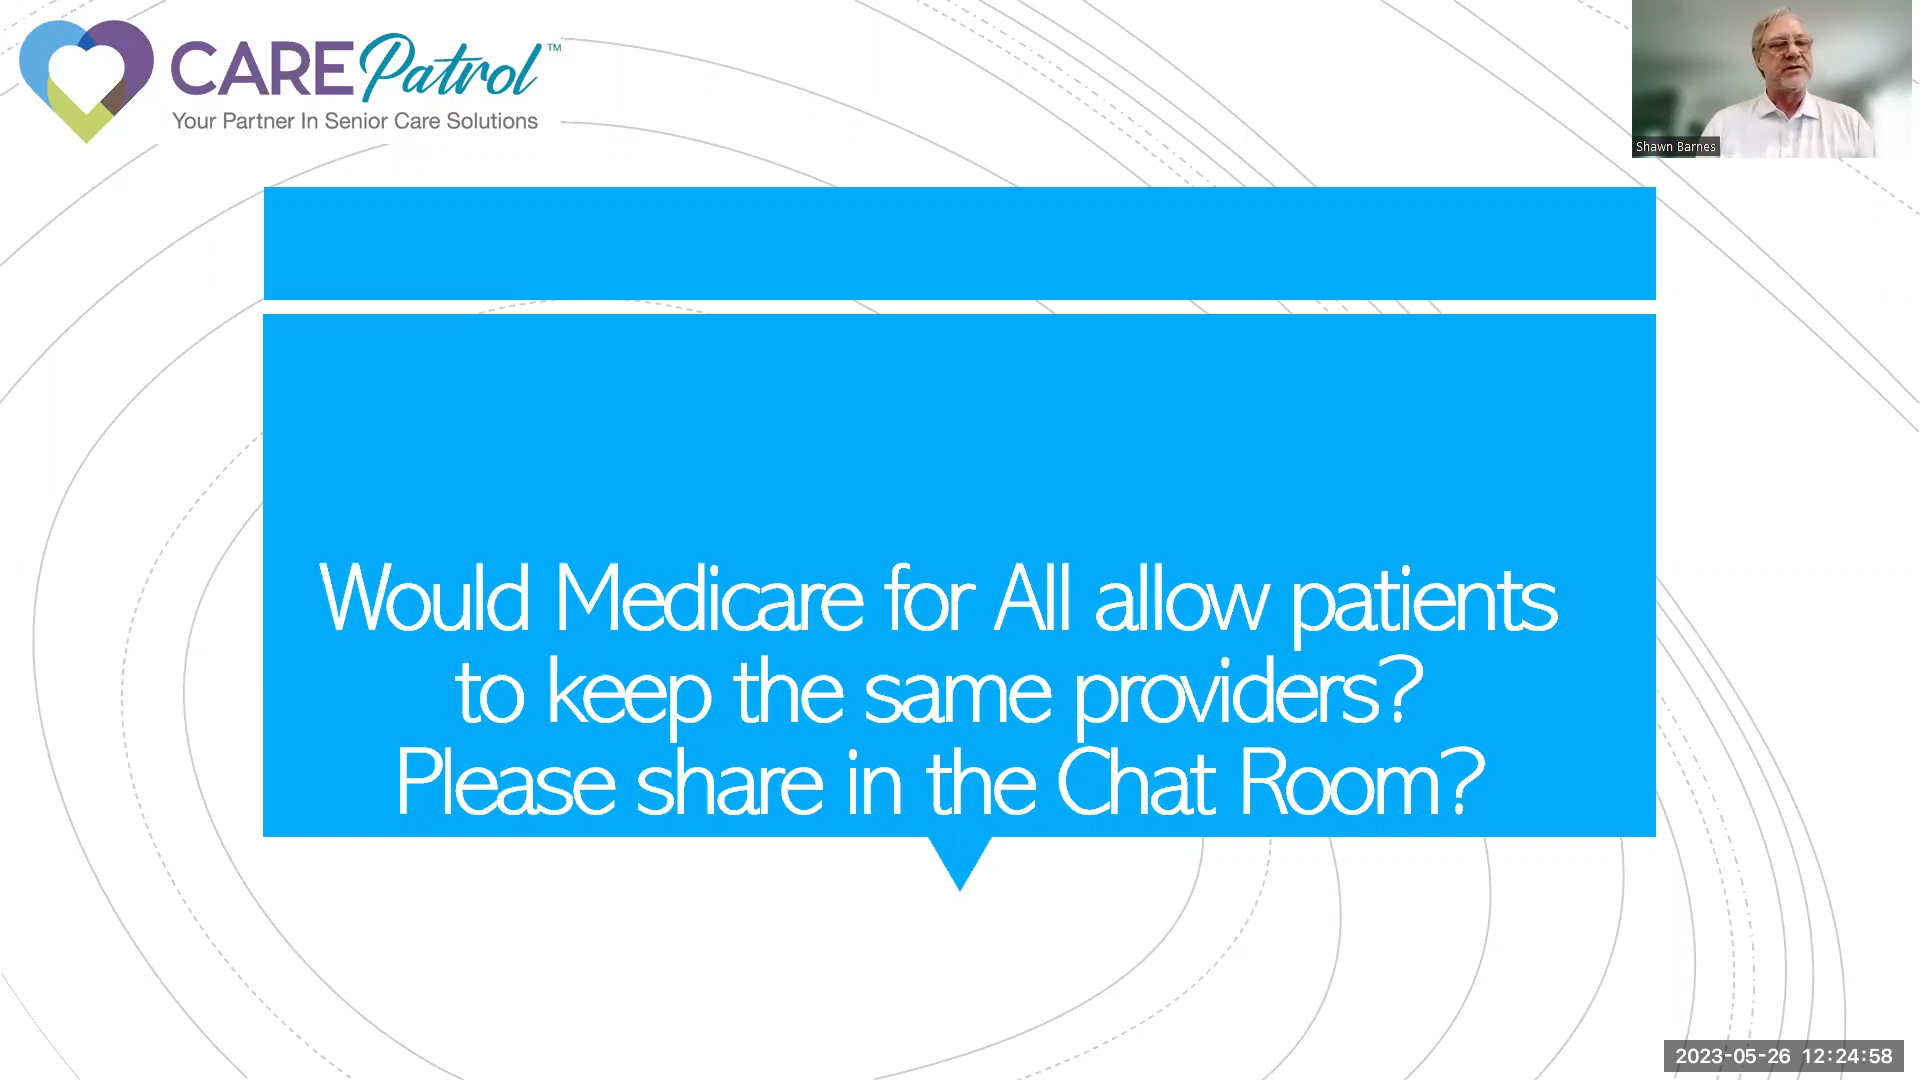 CAREPatrol™
Your Partner In Senior Care Solutions
Shawn Barnes
Would Medicare for All allow patients
to keep the same providers?
Please share in the Chat Room?
2023-05-26 12:24:58